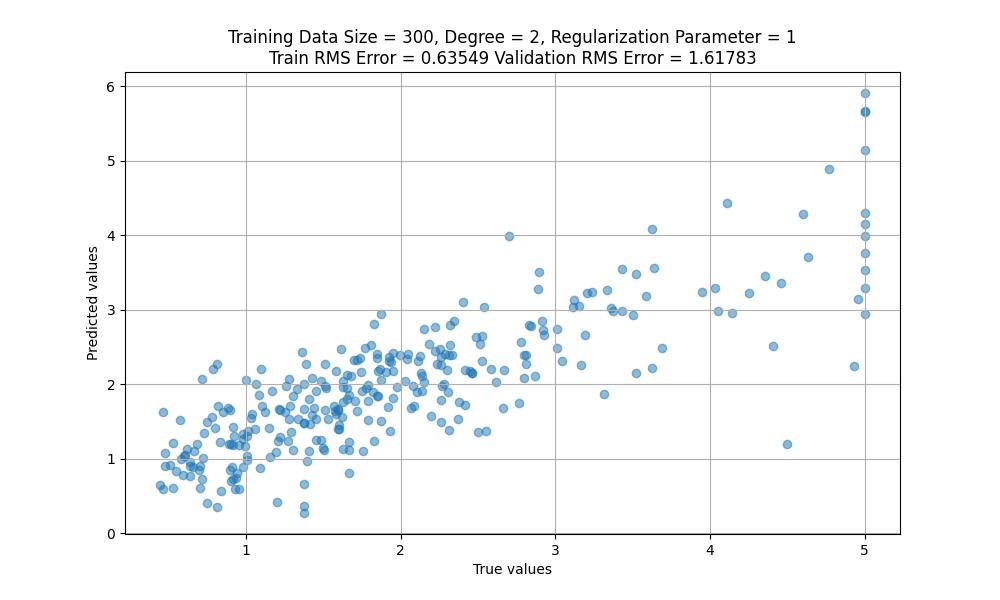 Training Data Size = 300, Degree = 2, Regularization Parameter = 1
Train RMS Error = 0.63549 Validation RMS Error = 1.61783
6
5
4
3
2
1
0
Predicted values
1 2 3 4 5
True values